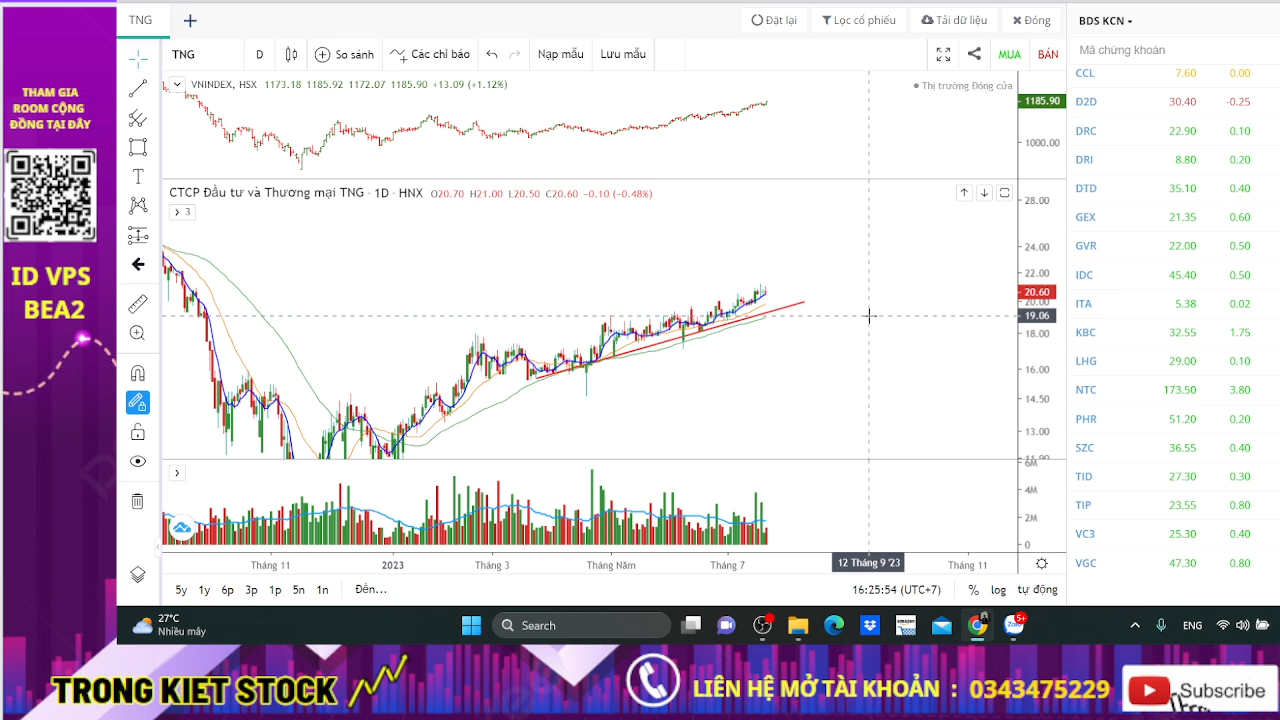 TNG
Đặt lại
Lọc cổ phiếu
Tải dữ liệu
Đóng
BDS KCN
THAM GIA
ROOM CỘNG
ĐỒNG TẠI ĐÂY
ID VPS
BEA2
TNG
D
So sánh
Các chỉ báo
Nạp mẫu
Lưu mẫu
MUA
BÁN
Mã chứng khoán
VNINDEX, HSX 1173.18 1185.92 1172.07 1185.90 +13.09 (+1.12%)
Thị trường Đóng cửa
1185.90
1000.00
CTCP Đầu tư và Thương mại TNG · 1D · HNX O20.70 H21.00 L20.50 C20.60 −0.10 (−0.48%)
3
28.00
24.00
22.00
20.60
20.00
19.06
18.00
16.00
14.50
13.00
11.90
6M
4M
2M
0
CCL 7.60 0.00
D2D 30.40 -0.25
DRC 22.90 0.10
DRI 8.80 0.20
DTD 35.10 0.40
GEX 21.35 0.60
GVR 22.00 0.50
IDC 45.40 0.50
ITA 5.38 0.02
KBC 32.55 1.75
LHG 29.00 0.10
NTC 173.50 3.80
PHR 51.20 0.20
SZC 36.55 0.40
TID 27.30 0.30
TIP 23.55 0.80
VC3 25.30 0.40
VGC 47.30 0.80
Tháng 11 2023 Tháng 3 Tháng Năm Tháng 7 12 Tháng 9 '23 Tháng 11
5y 1y 6p 3p 1p 5n 1n Đến... 16:25:54 (UTC+7) % log tự động
27°C
Nhiều mây
Search
amazon
Zalo
5+
ENG
TRONG KIET STOCK
LIÊN HỆ MỞ TÀI KHOẢN : 0343475229
Subscribe